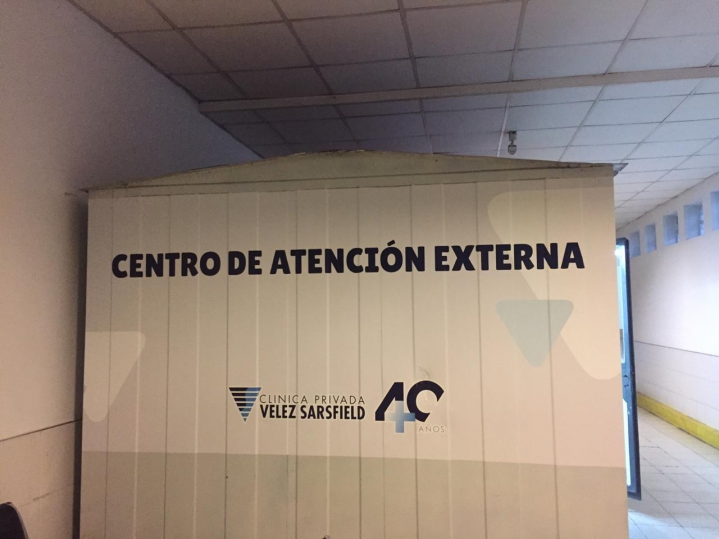 CENTRO DE ATENCIÓN EXTERNA
CLINICA PRIVADA
VELEZ SARSFIELD
40
AÑOS